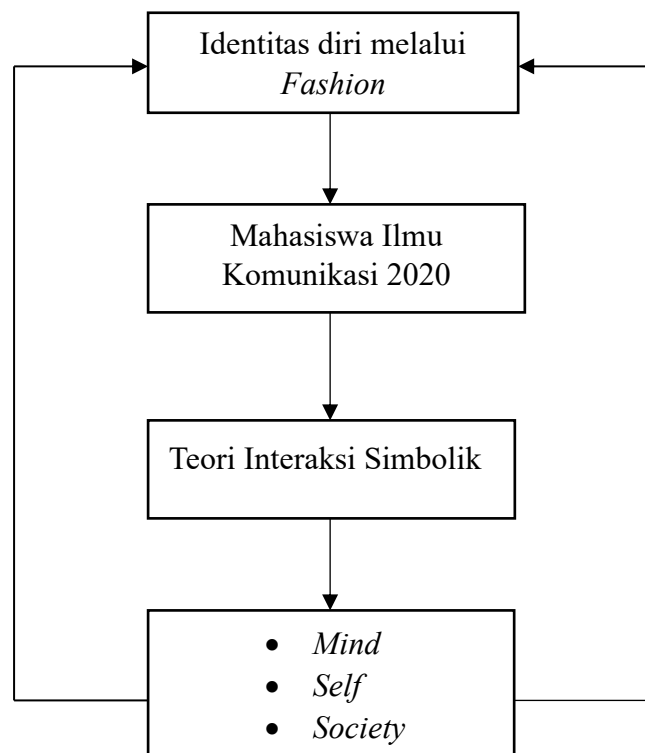 Identitas diri melalui
Fashion
Mahasiswa Ilmu
Komunikasi 2020
Teori Interaksi Simbolik
• Mind
• Self
• Society